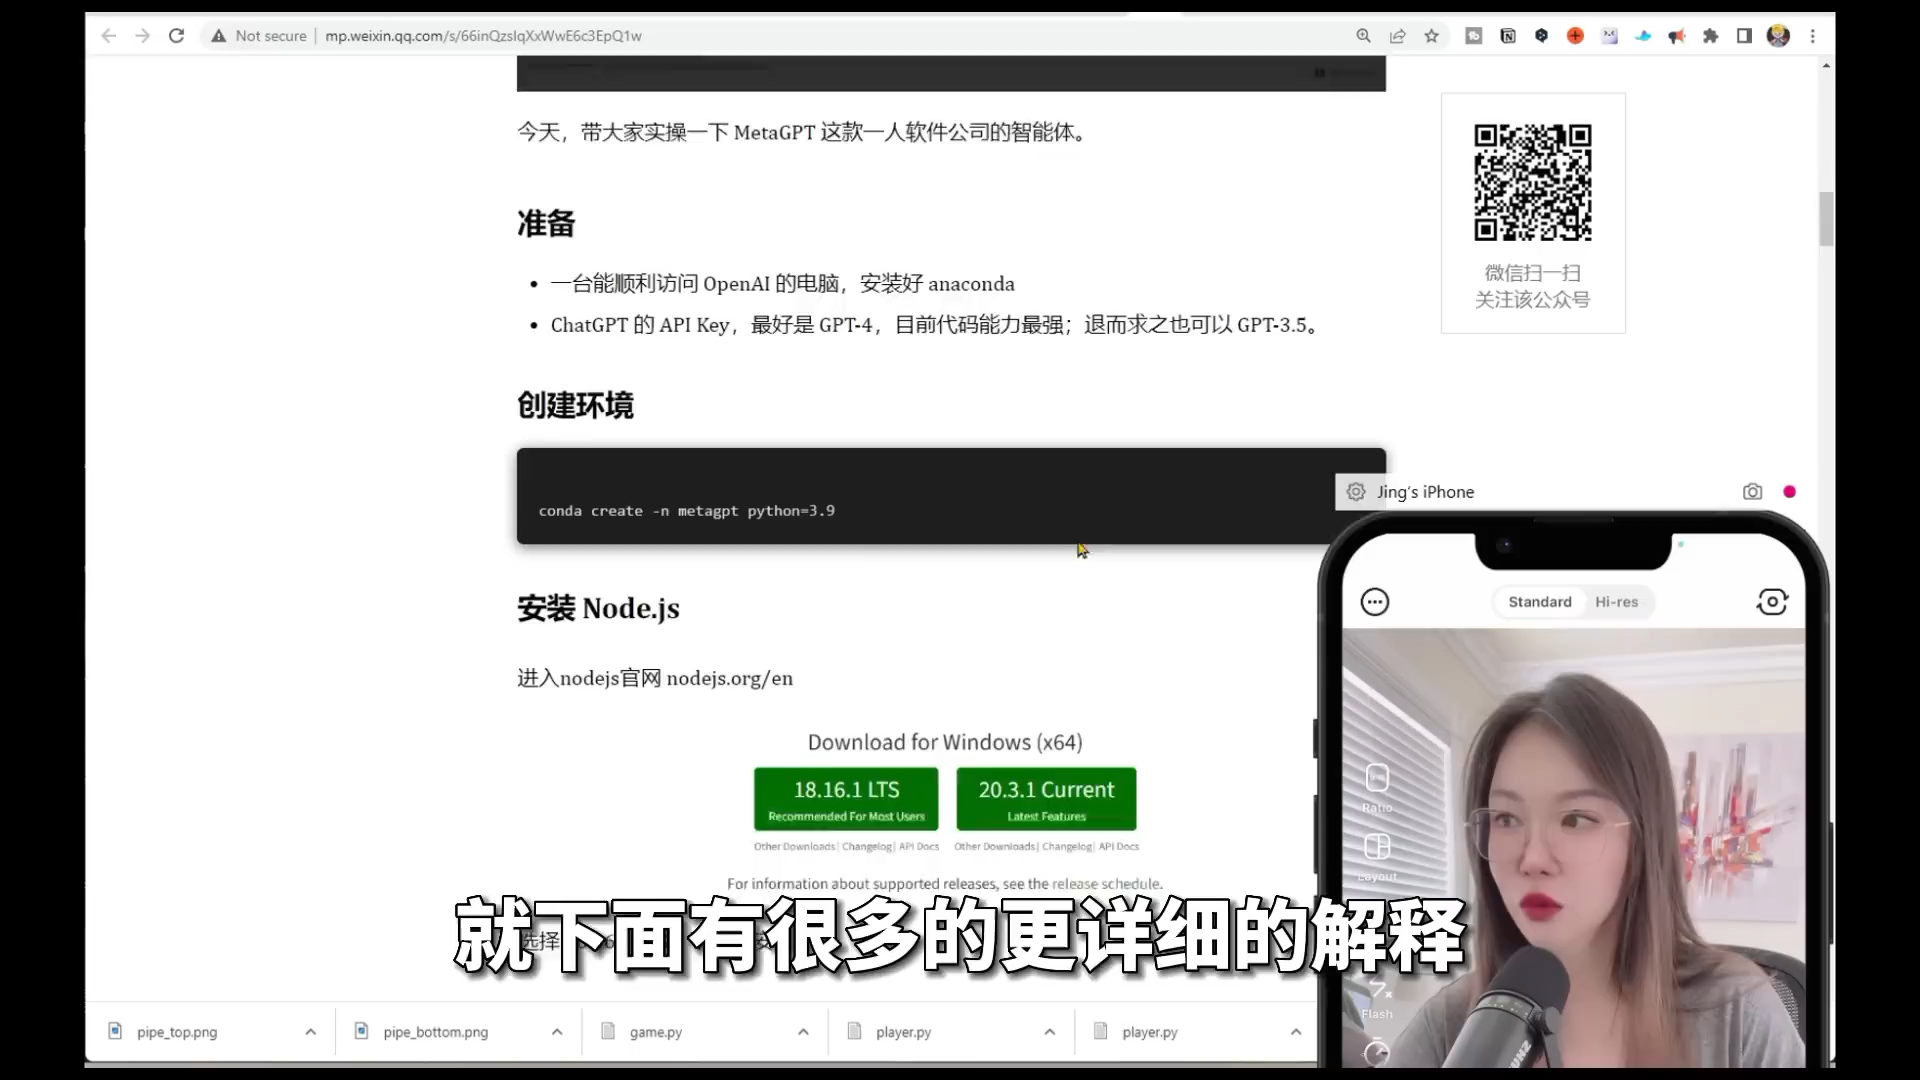 Not secure
mp.weixin.qq.com/s/66inQzslqXxWwE6c3EpQ1w
今天，带大家实操一下 MetaGPT 这款一人软件公司的智能体。
微信扫一扫
关注该公众号
准备
一台能顺利访问 OpenAI 的电脑，安装好 anaconda
ChatGPT 的 API Key，最好是 GPT-4，目前代码能力最强；退而求之也可以 GPT-3.5。
创建环境
conda create -n metagpt python=3.9
Jing's iPhone
安装 Node.js
Standard Hi-res
进入nodejs官网 nodejs.org/en
Download for Windows (x64)
18.16.1 LTS
Recommended For Most Users
20.3.1 Current
Latest Features
Other Downloads | Changelog | API Docs
Other Downloads | Changelog | API Docs
Ratio
Layout
For information about supported releases, see the release schedule.
选择
就下面有很多的更详细的解释
Flash
pipe_top.png
pipe_bottom.png
game.py
player.py
player.py